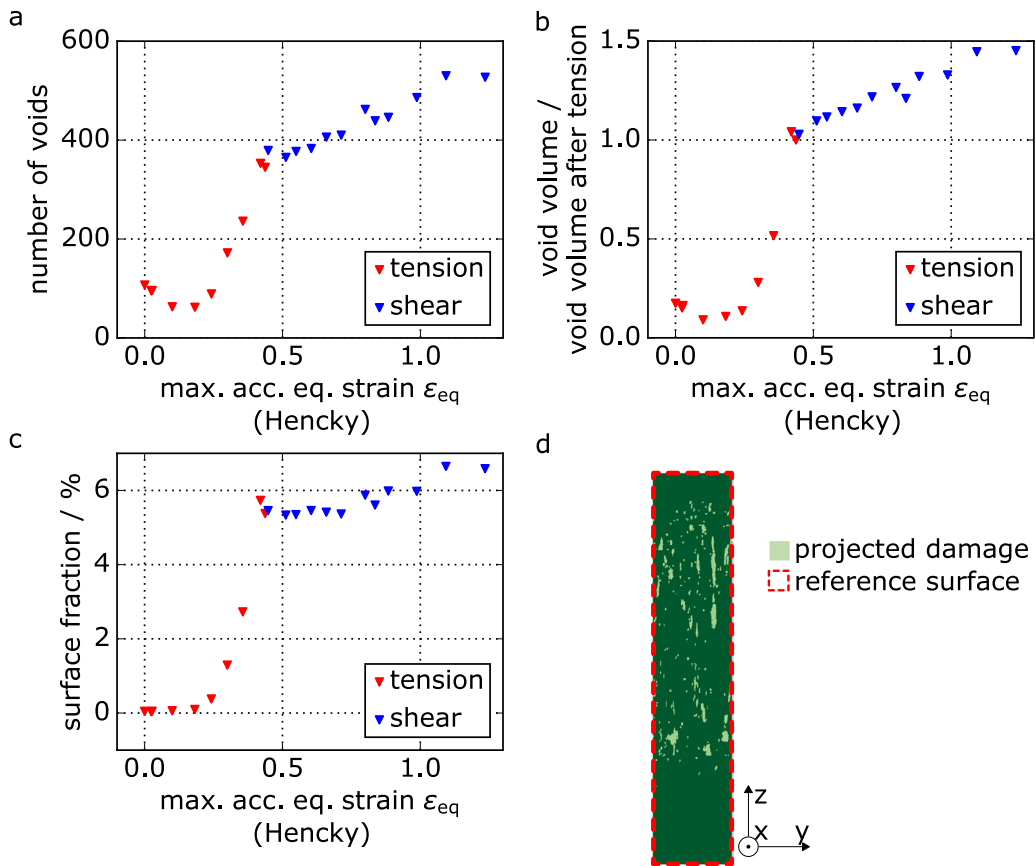 a
600
400
200
0
number of voids
tension
shear
0.0 0.5 1.0
max. acc. eq. strain εeq
(Hencky)
b
1.5
1.0
0.5
0.0
void volume /
void volume after tension
tension
shear
0.0 0.5 1.0
max. acc. eq. strain εeq
(Hencky)
c
6
4
2
0
surface fraction / %
tension
shear
0.0 0.5 1.0
max. acc. eq. strain εeq
(Hencky)
d
projected damage
reference surface
z
x y